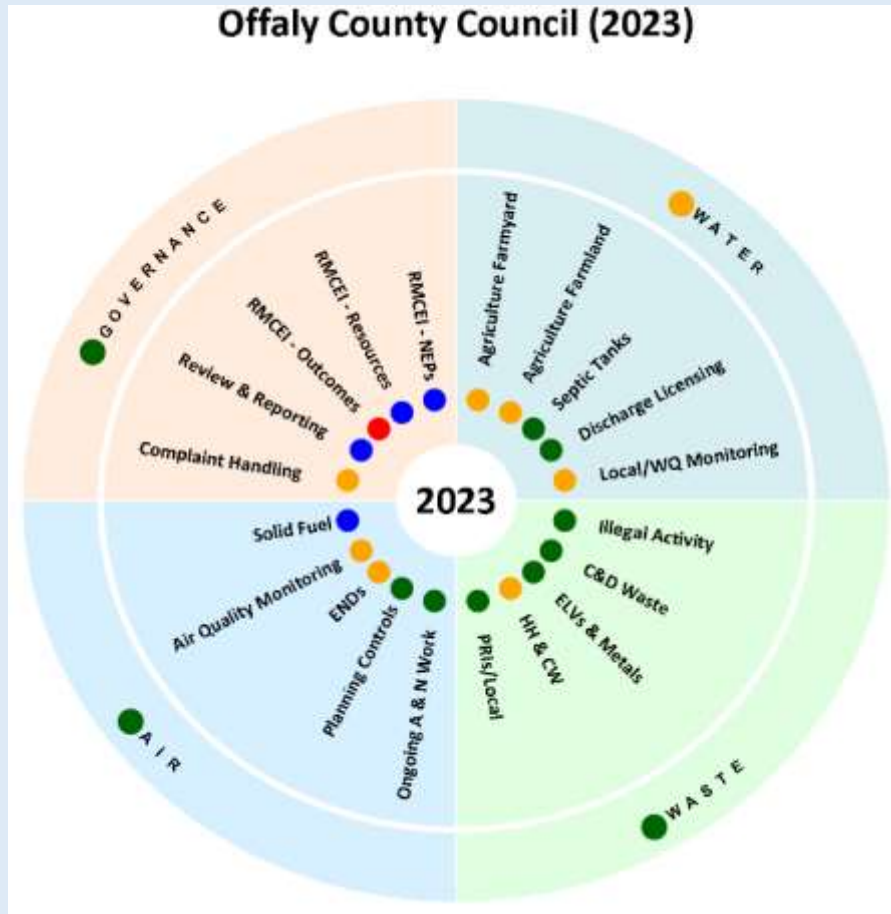 Offaly County Council (2023)
GOVERNANCE
RMCEI - NEPs
RMCEI - Resources
RMCEI - Outcomes
Review & Reporting
Complaint Handling
WATER
Agriculture Farmyard
Agriculture Farmland
Septic Tanks
Discharge Licensing
Local/WQ Monitoring
2023
AIR
Solid Fuel
Air Quality Monitoring
ENDs
Planning Controls
Ongoing A & N Work
WASTE
Illegal Activity
C&D Waste
ELVs & Metals
HH & CW
PRIs/Local